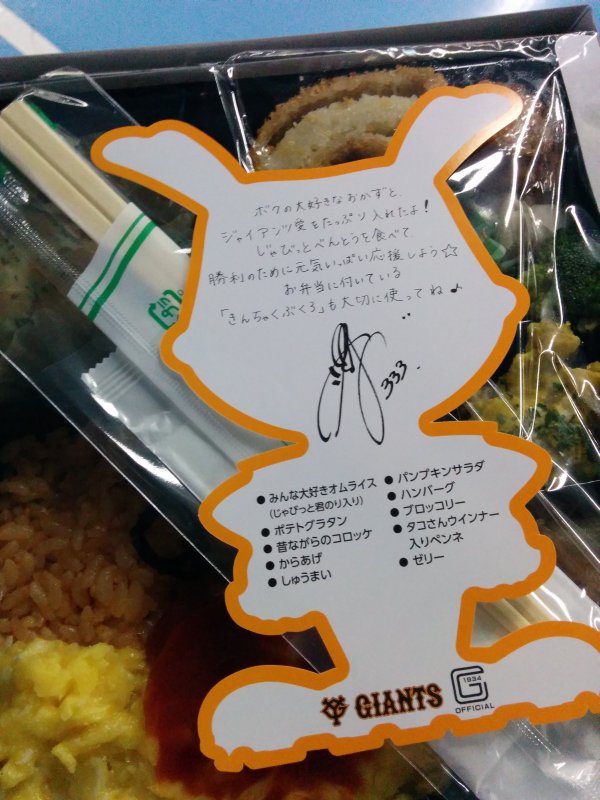 ボクの大好きなおかずと、
ジャイアンツ愛をたっぷり入れたよ!
じゃびっとべんとうを食べて、
勝利のために元気いっぱい応援しよう☆
お弁当に付いている
「きんちゃくぶくろ」も大切に使ってね♪
333.
●みんな大好きオムライス
(じゃびっと君のり入り)
●ポテトグラタン
●昔ながらのコロッケ
●からあげ
●しゅうまい
●パンプキンサラダ
●ハンバーグ
●ブロッコリー
●タコさんウインナー
入りペンネ
●ゼリー
GIANTS
1934
G
OFFICIAL